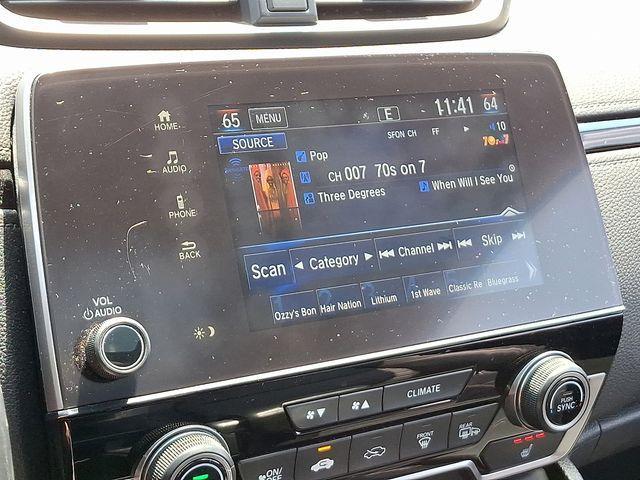 65 MENU E 11:41 64
HOME
SOURCE
SFON CH FF 10
AUDIO
Pop
CH 007 70s on 7
Three Degrees When Will I See You
PHONE
BACK
Scan Category Channel Skip
Ozzy's Bon Hair Nation Lithium 1st Wave Classic Re Bluegrass
VOL
AUDIO
CLIMATE
PUSH
SYNC
ON/
OFF
FRONT
REAR